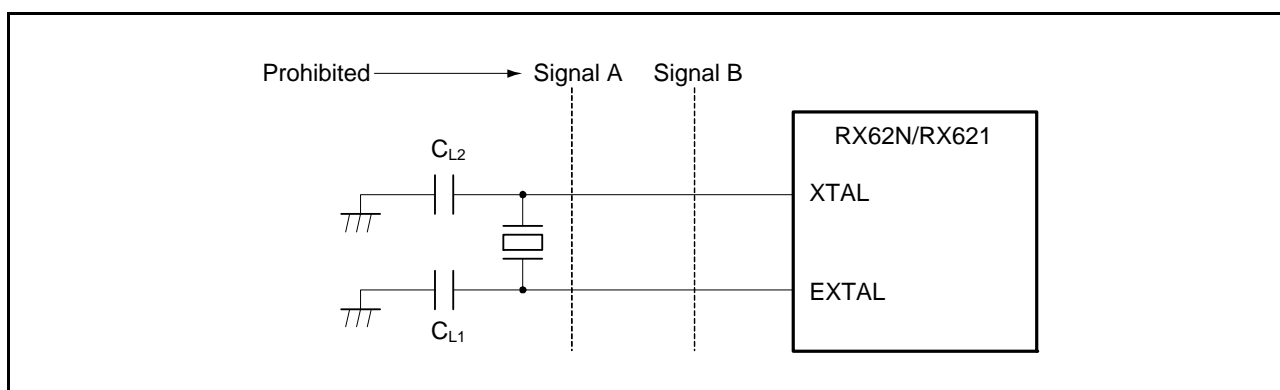 Prohibited Signal A Signal B
RX62N/RX621
CL2
XTAL
EXTAL
CL1